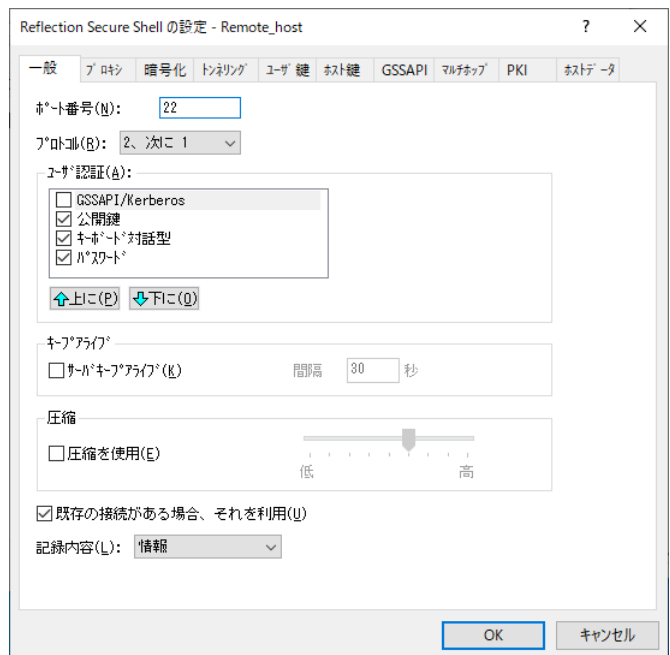 Reflection Secure Shell の設定 - Remote_host
一般 ﾌﾟﾛｷｼ 暗号化 ﾄﾝﾈﾘﾝｸﾞ ﾕｰｻﾞ鍵 ﾎｽﾄ鍵 GSSAPI ﾏﾙﾁﾎｯﾌﾟ PKI ﾎｽﾄﾃﾞｰﾀ
ﾎﾟｰﾄ番号(N): 22
ﾌﾟﾛﾄｺﾙ(R): 2、次に 1
ﾕｰｻﾞ認証(A):
GSSAPI/Kerberos
公開鍵
ｷｰﾎﾞｰﾄﾞ対話型
ﾊﾟｽﾜｰﾄﾞ
上に(P) 下に(O)
ｷｰﾌﾟｱﾗｲﾌﾞ
ｻｰﾊﾞｷｰﾌﾟｱﾗｲﾌﾞ(K) 間隔 30 秒
圧縮
圧縮を使用(E)
低 高
既存の接続がある場合、それを利用(U)
記録内容(L): 情報
OK キャンセル